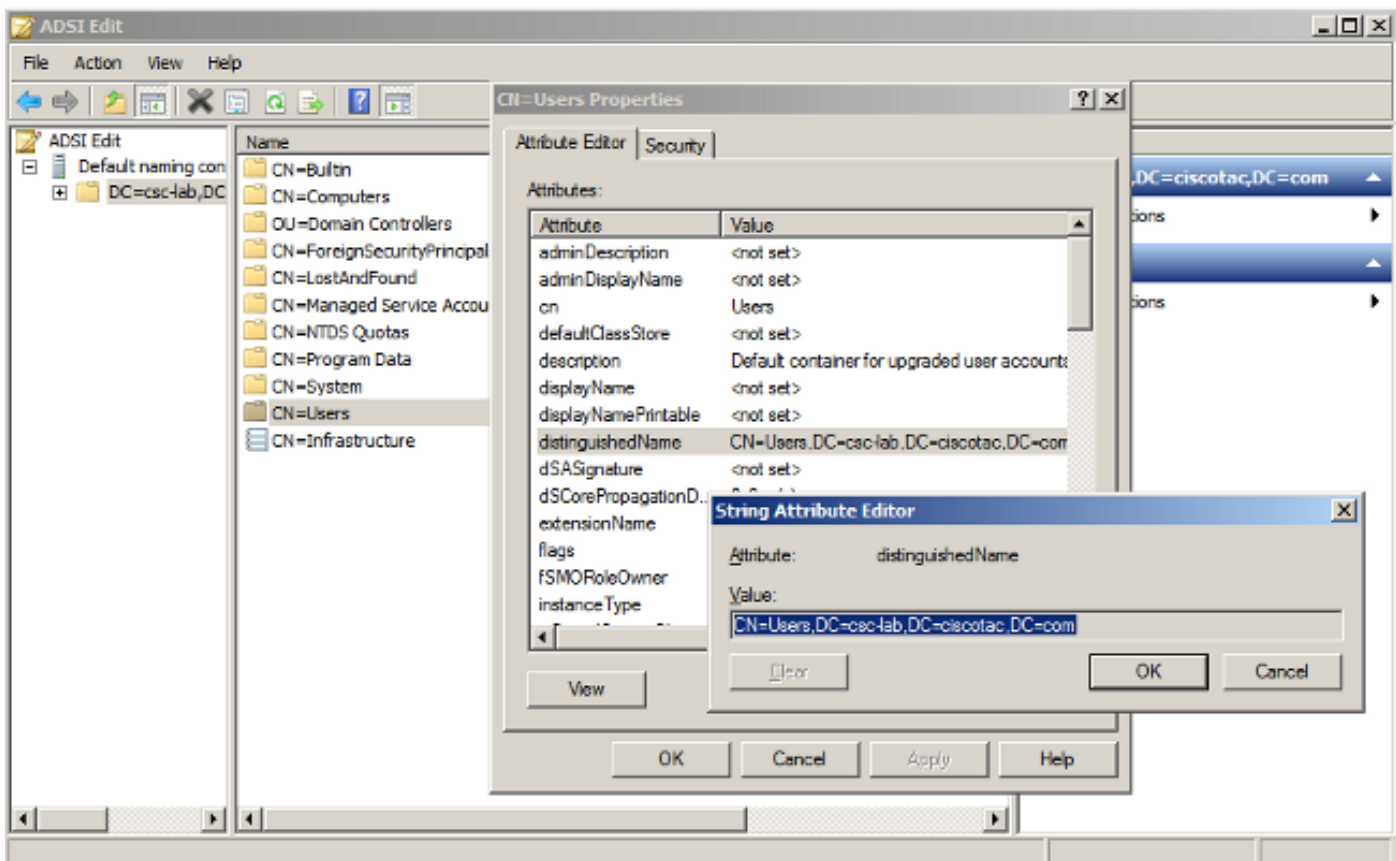 ADSI Edit
File Action View Help
ADSI Edit
Default naming con
DC=csc-lab,DC
Name
CN=Builtin
CN=Computers
OU=Domain Controllers
CN=ForeignSecurityPrincipal
CN=LostAndFound
CN=Managed Service Accou
CN=NTDS Quotas
CN=Program Data
CN=System
CN=Users
CN=Infrastructure
CN=Users Properties
Attribute Editor Security
Attributes:
Attribute Value
adminDescription <not set>
adminDisplayName <not set>
cn Users
defaultClassStore <not set>
description Default container for upgraded user accounts
displayName <not set>
displayNamePrintable <not set>
distinguishedName CN=Users,DC=csc-lab,DC=ciscotac,DC=com
dSASignature <not set>
dSCorePropagationD...
extensionName
flags
fSMORoleOwner
instanceType
View
OK Cancel Apply Help
String Attribute Editor
Attribute: distinguishedName
Value:
CN=Users,DC=csc-lab,DC=ciscotac,DC=com
Clear OK Cancel
,DC=ciscotac,DC=com
tions
tions